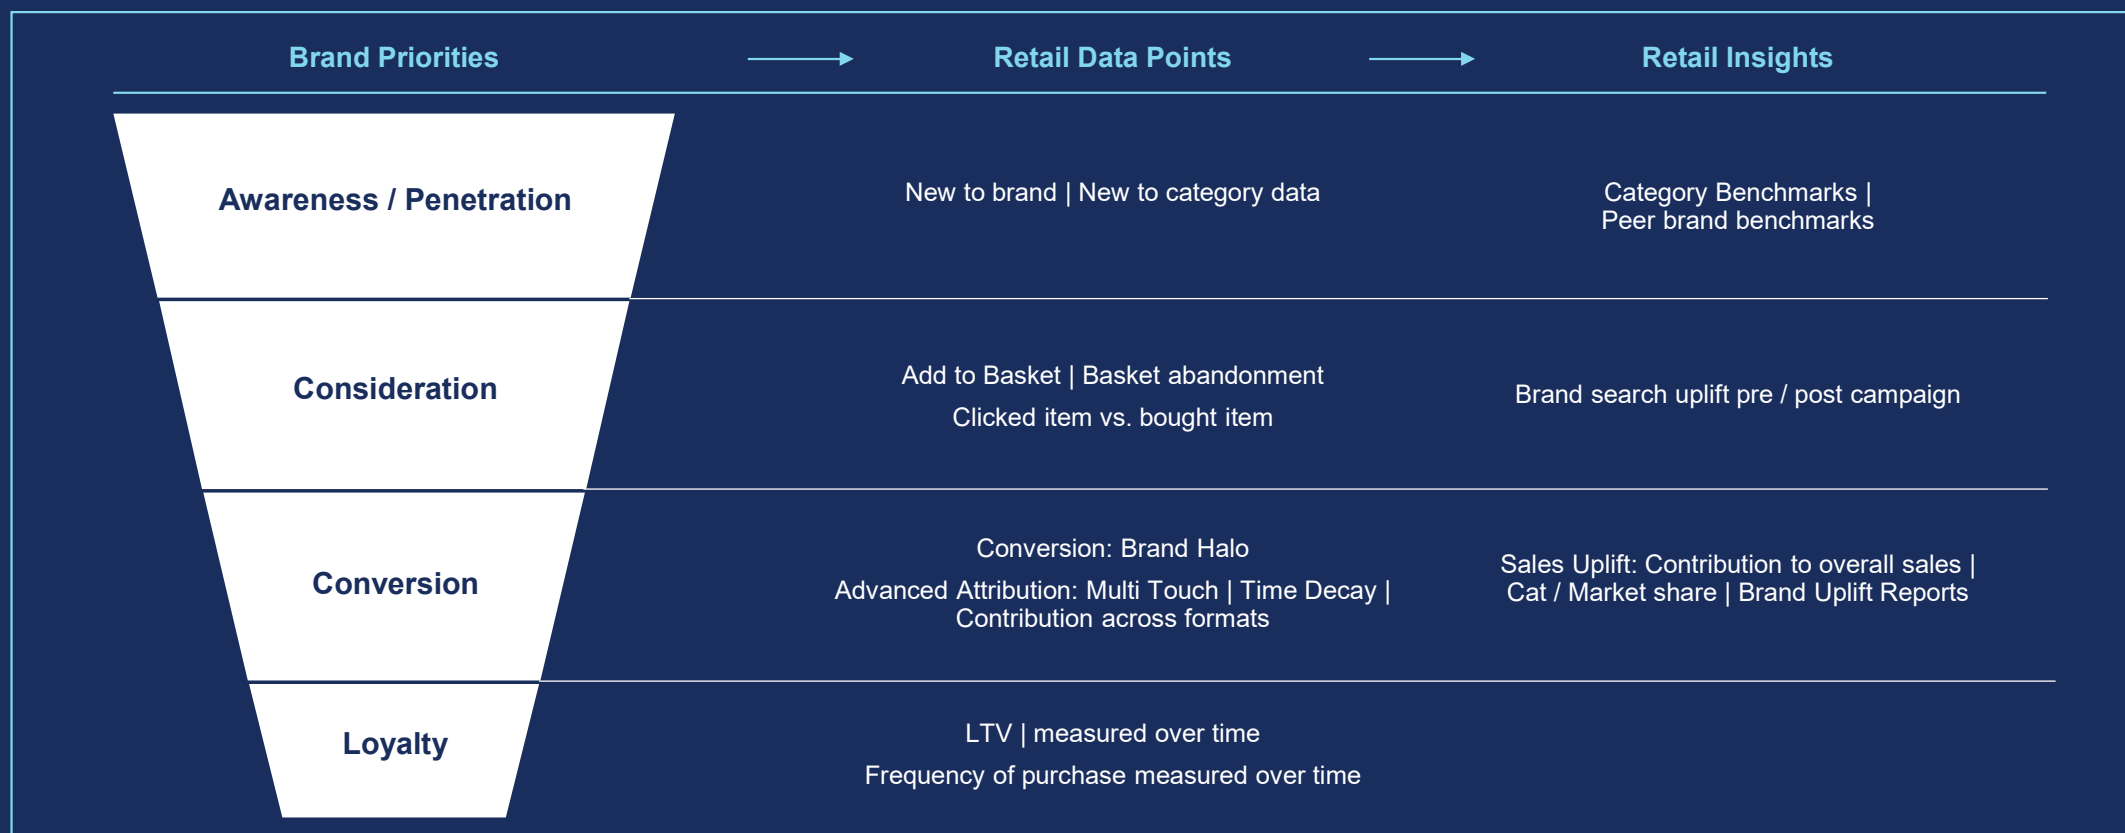 Brand Priorities
Retail Data Points
Retail Insights
Awareness / Penetration
New to brand | New to category data
Category Benchmarks |
Peer brand benchmarks
Consideration
Add to Basket | Basket abandonment
Clicked item vs. bought item
Brand search uplift pre / post campaign
Conversion
Conversion: Brand Halo
Advanced Attribution: Multi Touch | Time Decay |
Contribution across formats
Sales Uplift: Contribution to overall sales |
Cat / Market share | Brand Uplift Reports
Loyalty
LTV | measured over time
Frequency of purchase measured over time